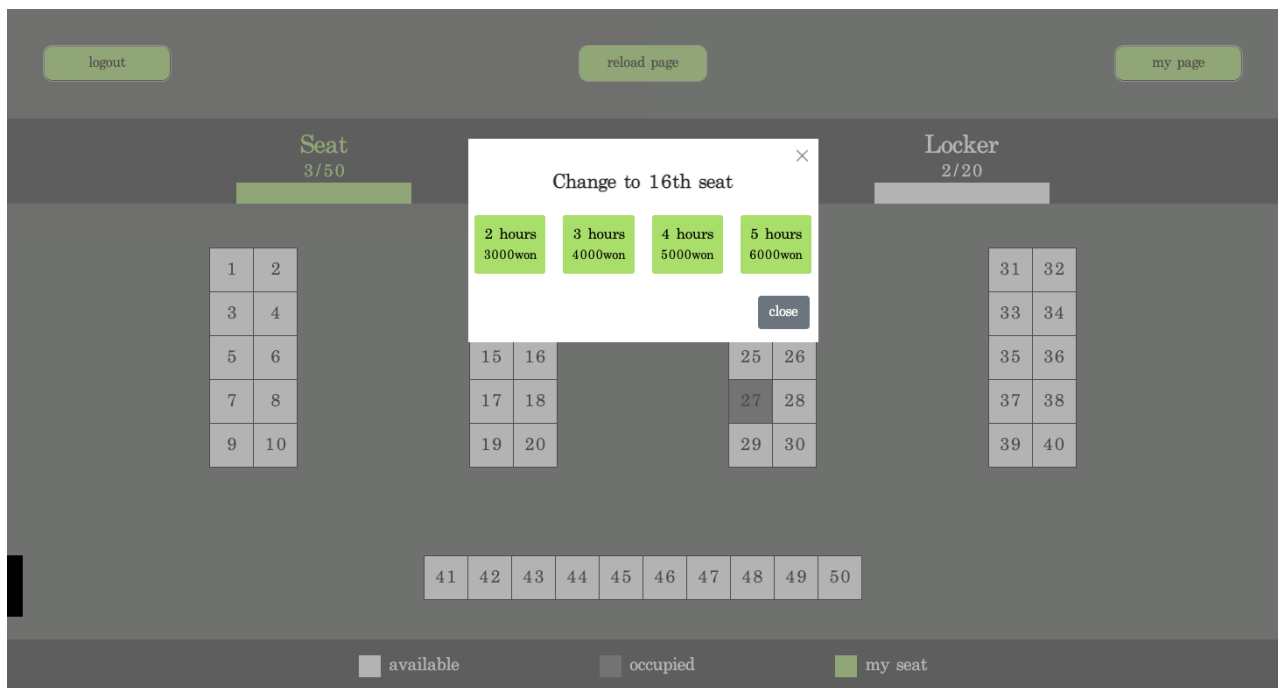 logout
reload page
my page
Seat
3/50
Locker
2/20
×
Change to 16th seat
2 hours
3000won
3 hours
4000won
4 hours
5000won
5 hours
6000won
close
1 2
3 4
5 6
7 8
9 10
15 16
17 18
19 20
25 26
27 28
29 30
31 32
33 34
35 36
37 38
39 40
41 42 43 44 45 46 47 48 49 50
available
occupied
my seat